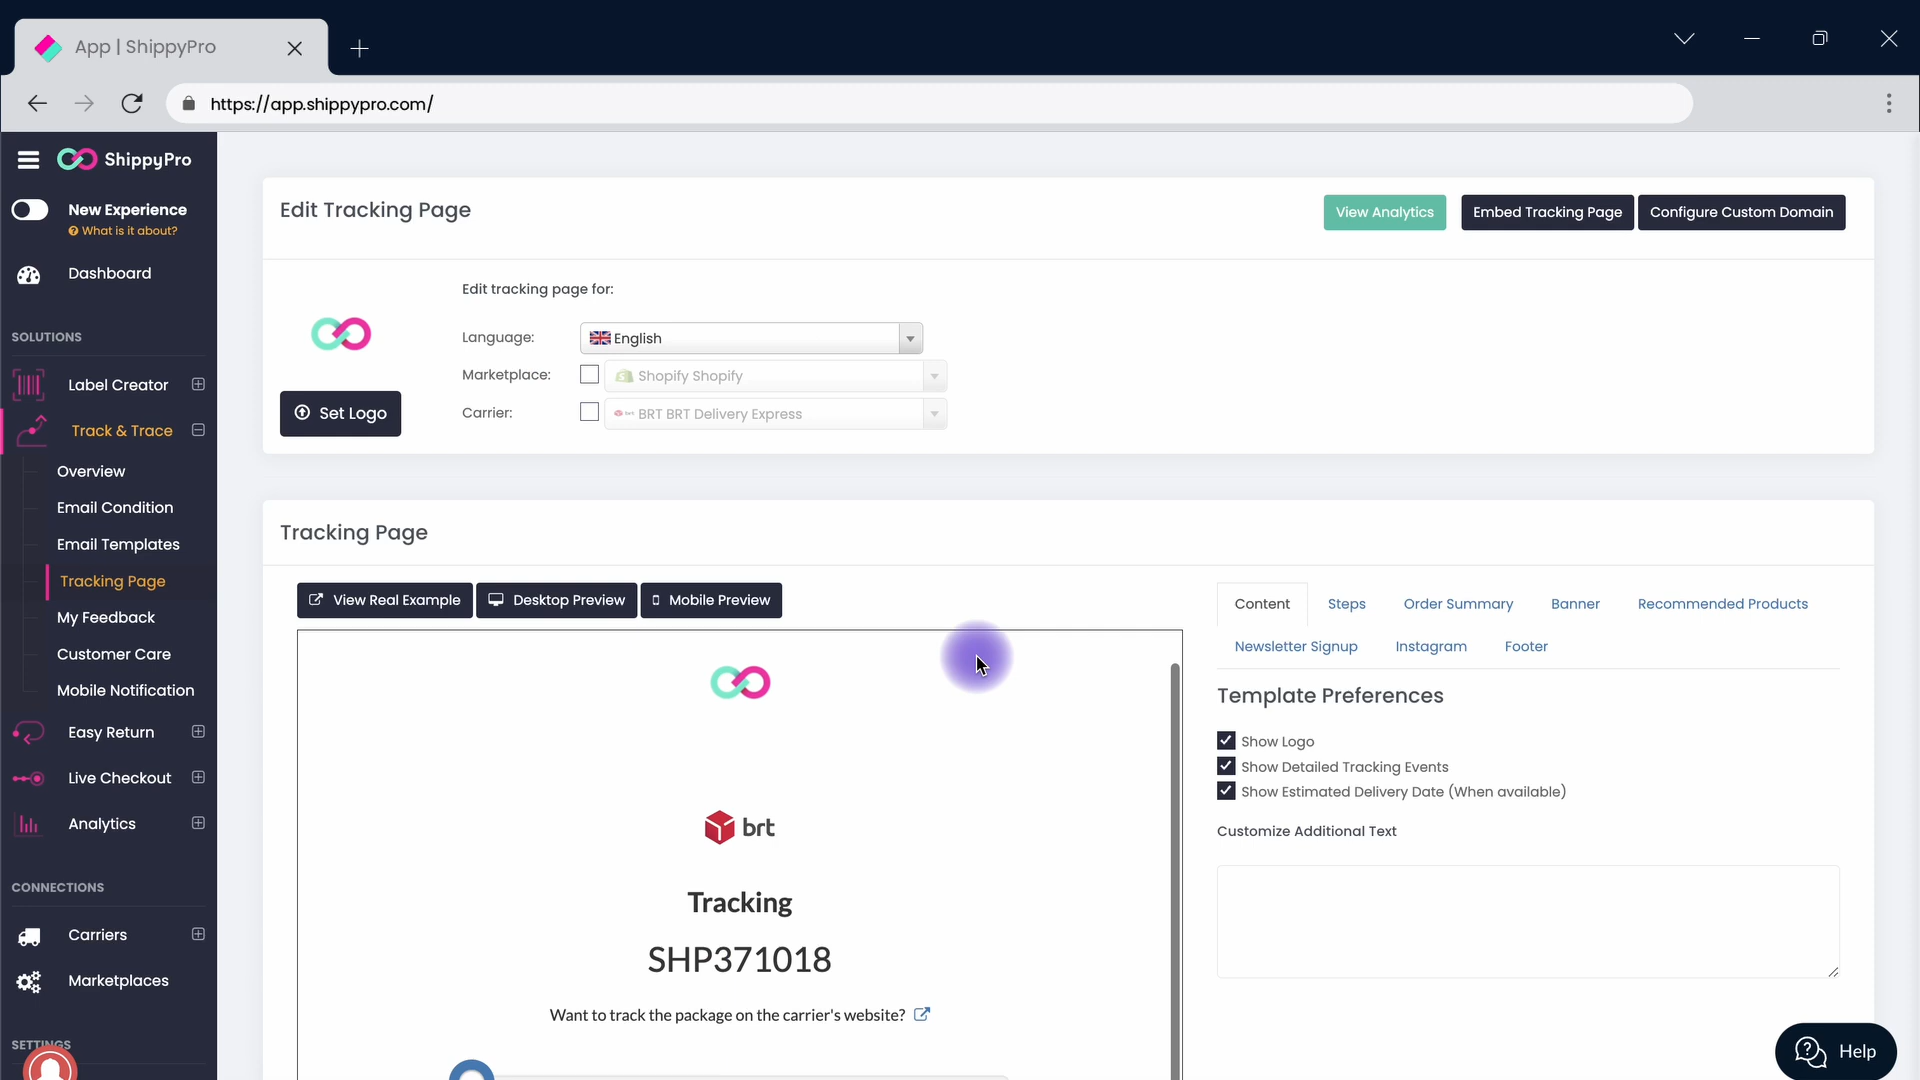 App | ShippyPro
https://app.shippypro.com/
ShippyPro
New Experience
What is it about?
Dashboard
SOLUTIONS
Label Creator
Track & Trace
Overview
Email Condition
Email Templates
Tracking Page
My Feedback
Customer Care
Mobile Notification
Easy Return
Live Checkout
Analytics
CONNECTIONS
Carriers
Marketplaces
SETTINGS
Edit Tracking Page
View Analytics
Embed Tracking Page
Configure Custom Domain
Set Logo
Edit tracking page for:
Language: English
Marketplace: Shopify Shopify
Carrier: BRT BRT Delivery Express
Tracking Page
View Real Example
Desktop Preview
Mobile Preview
brt
Tracking
SHP371018
Want to track the package on the carrier's website?
Content Steps Order Summary Banner Recommended Products
Newsletter Signup Instagram Footer
Template Preferences
Show Logo
Show Detailed Tracking Events
Show Estimated Delivery Date (When available)
Customize Additional Text
Help